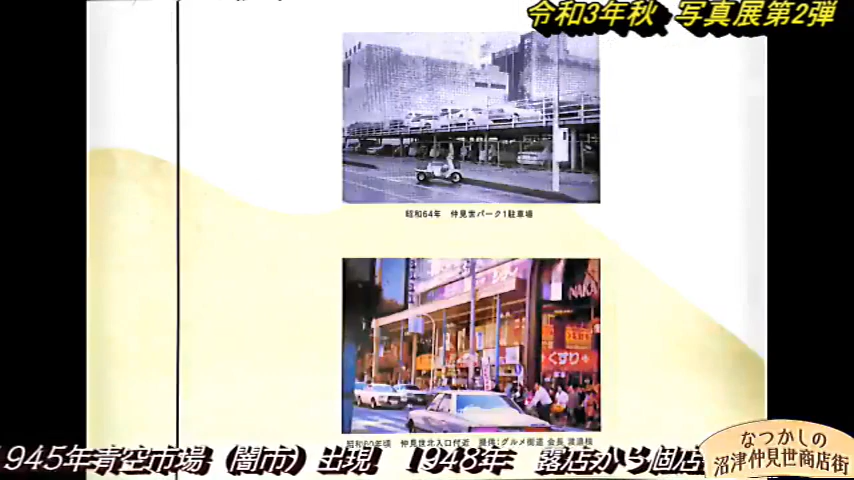 令和3年秋 写真展第2弾
昭和64年 仲見世パーク1駐車場
くすり
昭和60年頃 仲見世北入口付近 提供:グルメ街道 会長 渡邉様
1945年青空市場（闇市）出現！ 1948年 露店から個店
なつかしの
沼津仲見世商店街